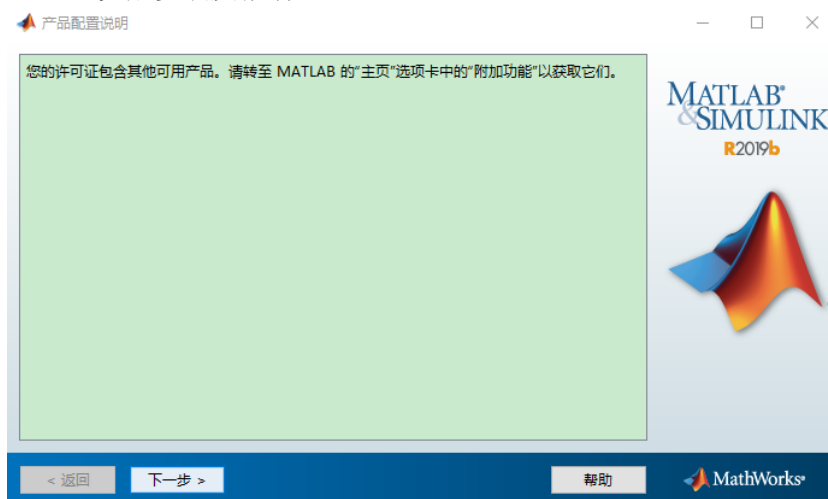 产品配置说明
您的许可证包含其他可用产品。请转至 MATLAB 的“主页”选项卡中的“附加功能”以获取它们。
MATLAB®
&SIMULINK
R2019b
< 返回
下一步 >
帮助
MathWorks®